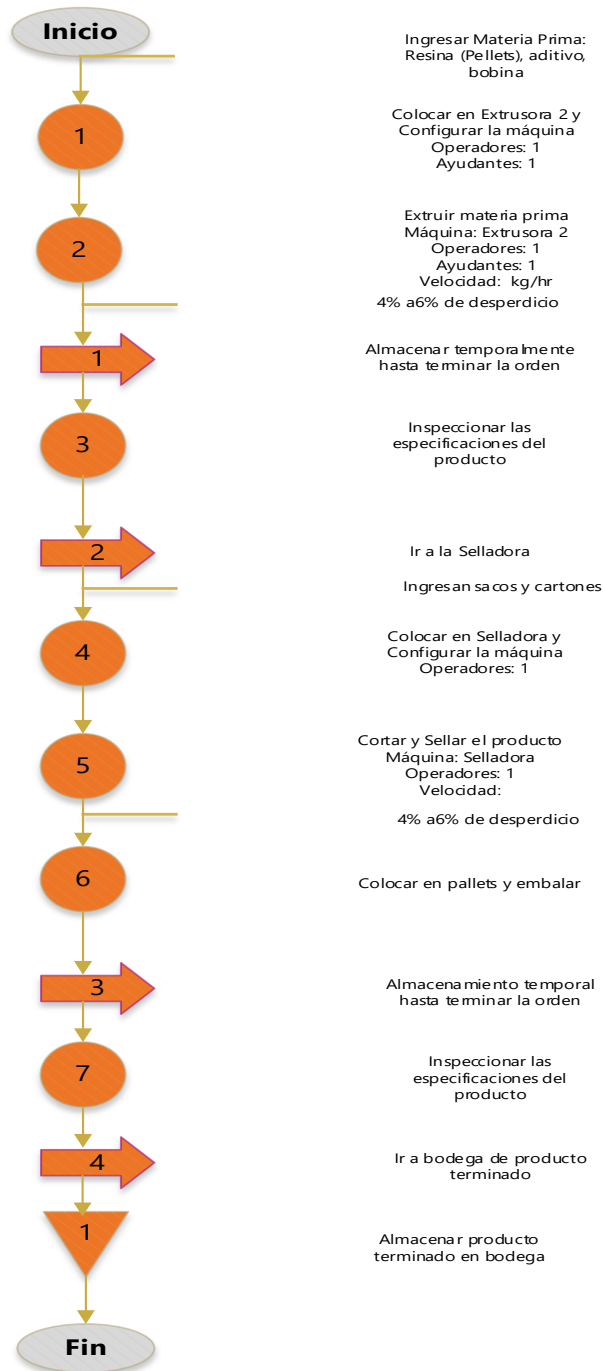 Inicio
Ingresar Materia Prima:
Resina (Pellets), aditivo,
bobina
1
Colocar en Extrusora 2 y
Configurar la máquina
Operadores: 1
Ayudantes: 1
2
Extruir materia prima
Máquina: Extrusora 2
Operadores: 1
Ayudantes: 1
Velocidad: kg/hr
4% a6% de desperdicio
1
Almacenar temporalmente
hasta terminar la orden
3
Inspeccionar las
especificaciones del
producto
2
Ir a la Selladora
Ingresan sacos y cartones
4
Colocar en Selladora y
Configurar la máquina
Operadores: 1
5
Cortar y Sellar el producto
Máquina: Selladora
Operadores: 1
Velocidad:
4% a6% de desperdicio
6
Colocar en pallets y embalar
3
Almacenamiento temporal
hasta terminar la orden
7
Inspeccionar las
especificaciones del
producto
4
Ir a bodega de producto
terminado
1
Almacenar producto
terminado en bodega
Fin